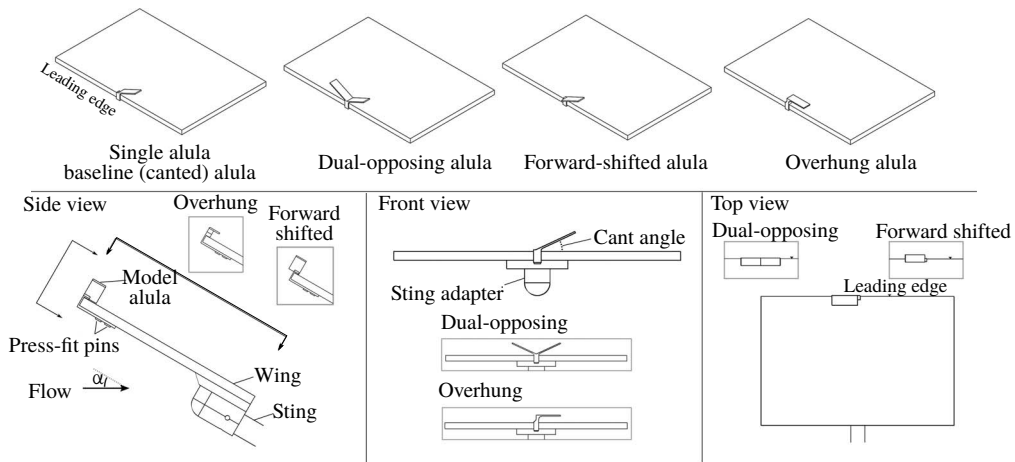 Leading edge
Single alula
baseline (canted) alula
Dual-opposing alula
Forward-shifted alula
Overhung alula
Side view
Overhung
Forward
shifted
Model
alula
Press-fit pins
Flow
α
Wing
Sting
Front view
Cant angle
Sting adapter
Dual-opposing
Overhung
Top view
Dual-opposing
Forward shifted
Leading edge